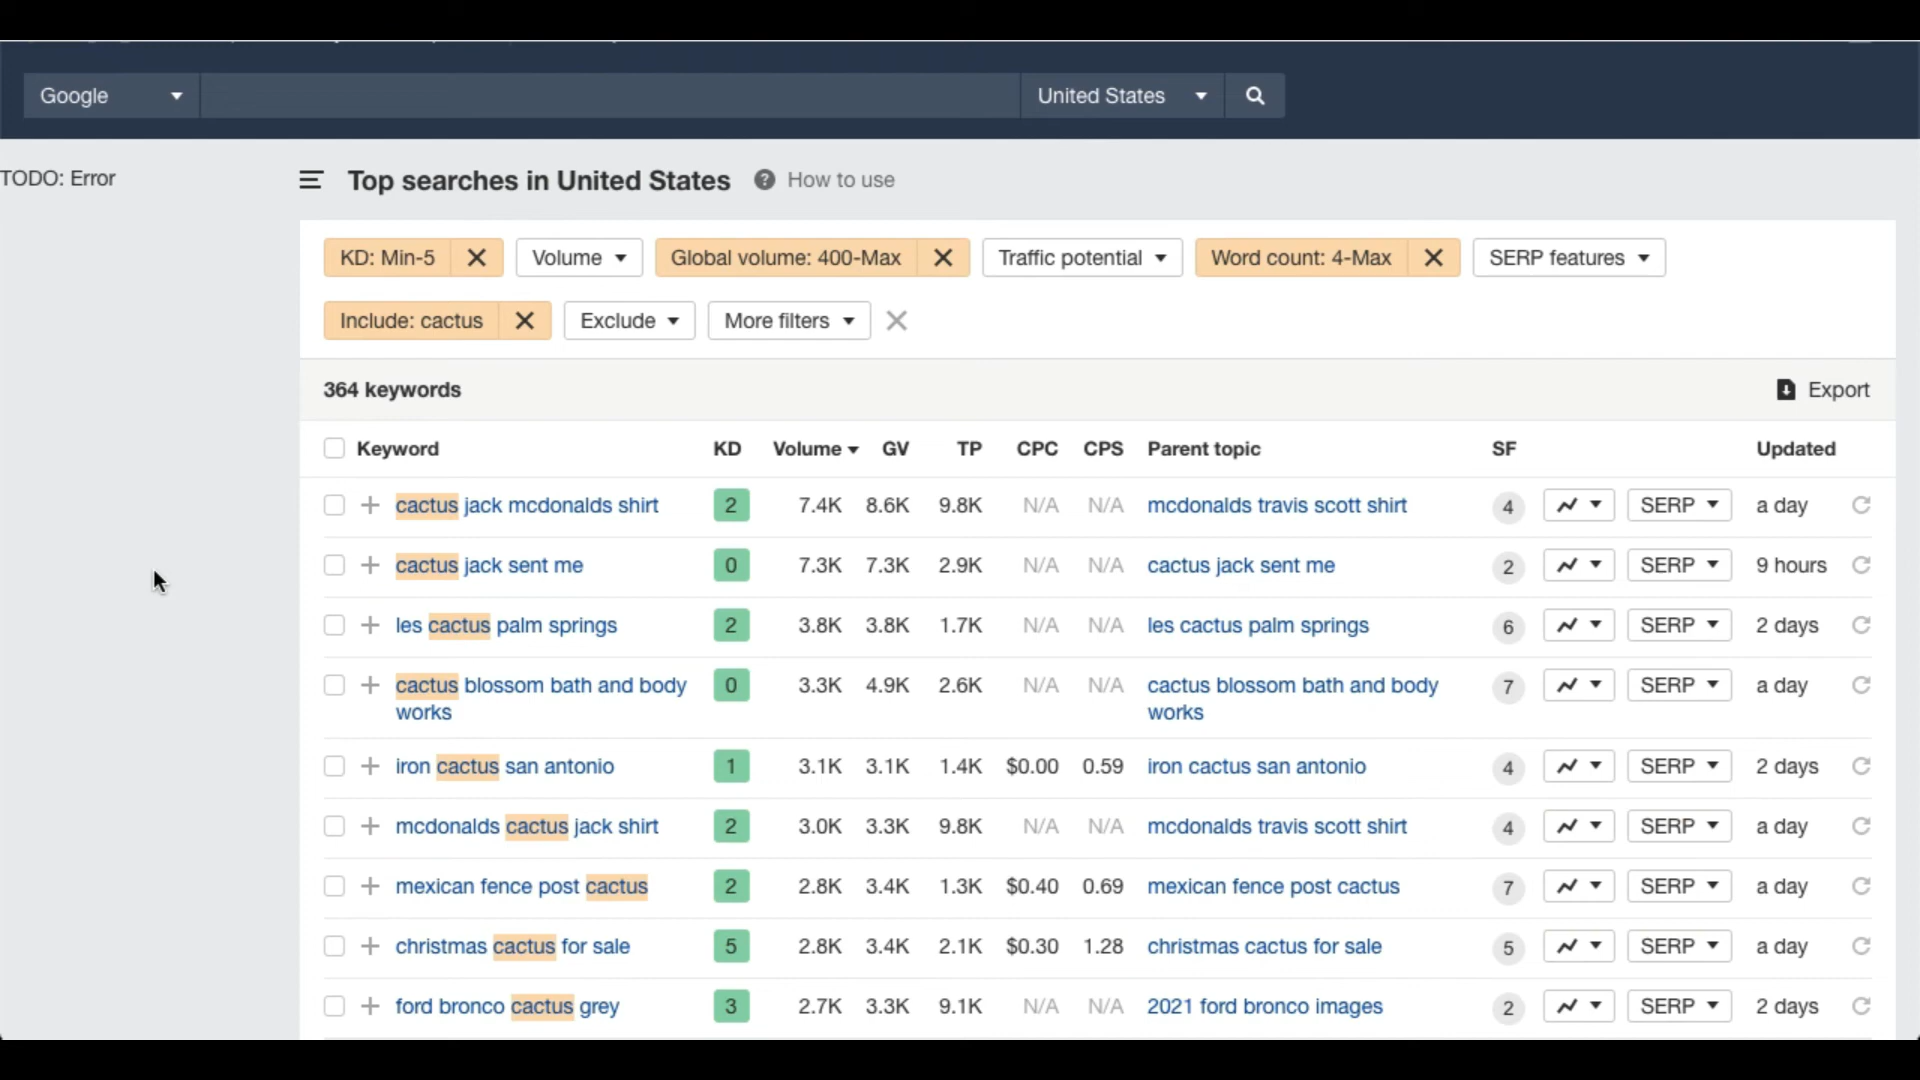 Google United States
TODO: Error
Top searches in United States ? How to use
KD: Min-5 Volume Global volume: 400-Max Traffic potential Word count: 4-Max SERP features
Include: cactus Exclude More filters
364 keywords Export
Keyword KD Volume GV TP CPC CPS Parent topic SF Updated
cactus jack mcdonalds shirt 2 7.4K 8.6K 9.8K N/A N/A mcdonalds travis scott shirt 4 SERP a day
cactus jack sent me 0 7.3K 7.3K 2.9K N/A N/A cactus jack sent me 2 SERP 9 hours
les cactus palm springs 2 3.8K 3.8K 1.7K N/A N/A les cactus palm springs 6 SERP 2 days
cactus blossom bath and body 0 3.3K 4.9K 2.6K N/A N/A cactus blossom bath and body 7 SERP a day
works works
iron cactus san antonio 1 3.1K 3.1K 1.4K $0.00 0.59 iron cactus san antonio 4 SERP 2 days
mcdonalds cactus jack shirt 2 3.0K 3.3K 9.8K N/A N/A mcdonalds travis scott shirt 4 SERP a day
mexican fence post cactus 2 2.8K 3.4K 1.3K $0.40 0.69 mexican fence post cactus 7 SERP a day
christmas cactus for sale 5 2.8K 3.4K 2.1K $0.30 1.28 christmas cactus for sale 5 SERP a day
ford bronco cactus grey 3 2.7K 3.3K 9.1K N/A N/A 2021 ford bronco images 2 SERP 2 days